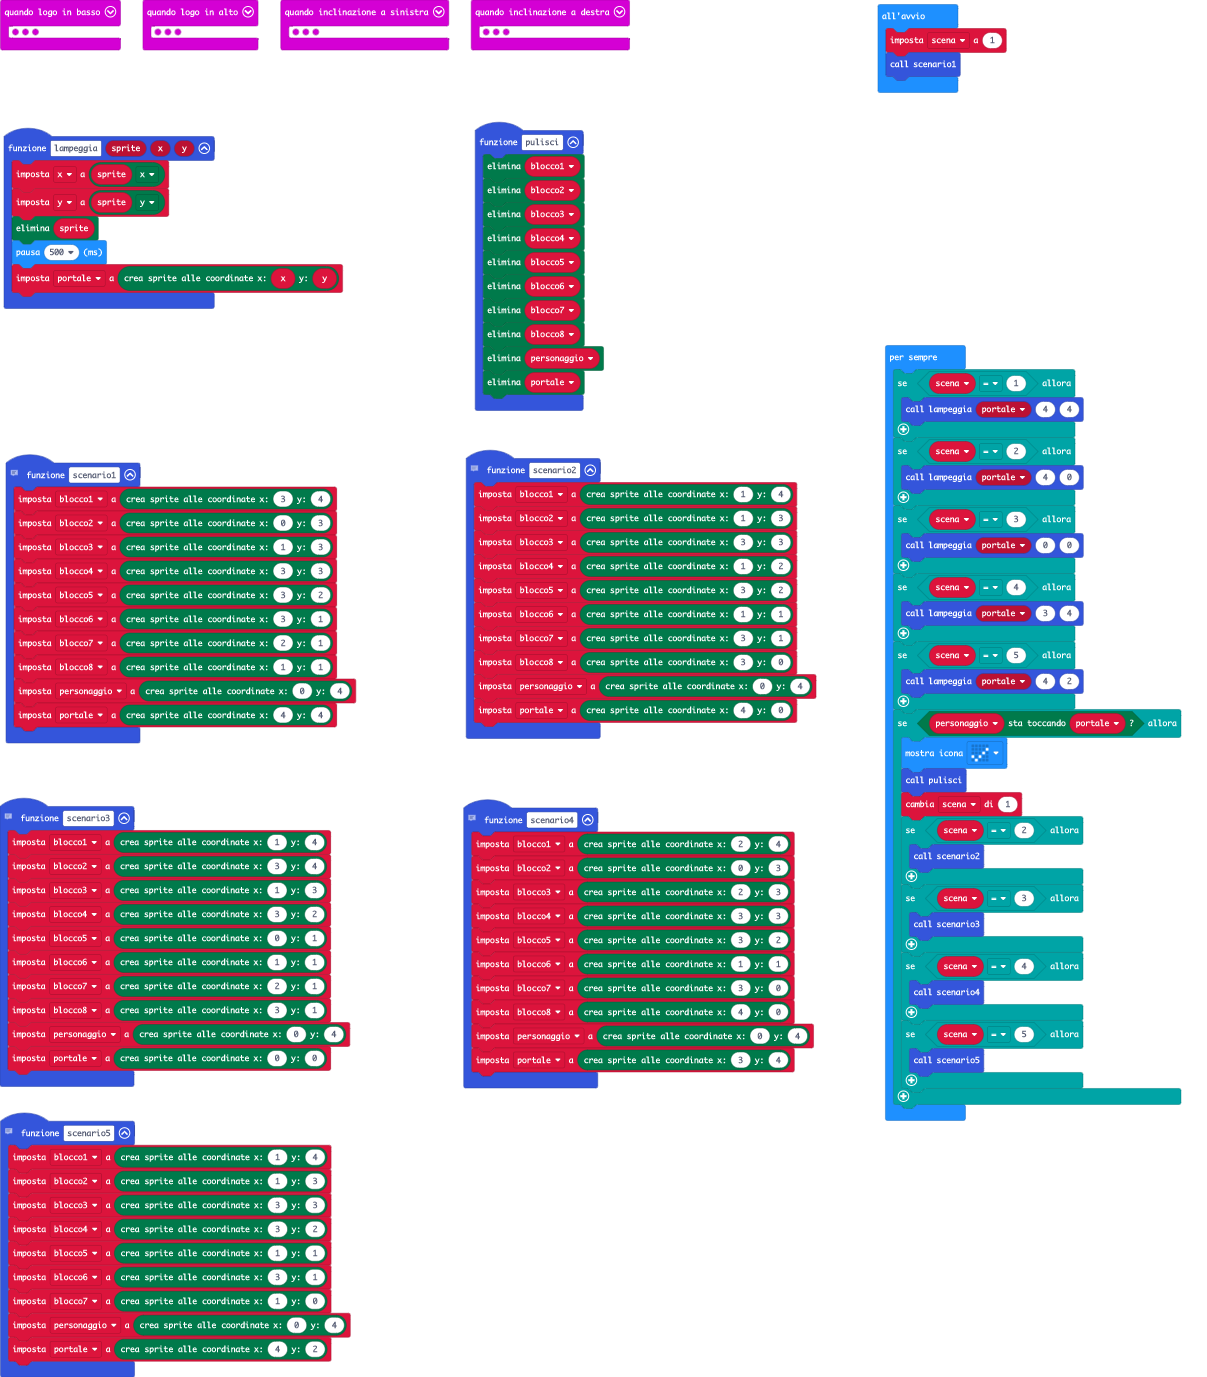 quando logo in basso
quando logo in alto
quando inclinazione a sinistra
quando inclinazione a destra
all'avvio
imposta scena a 1
call scenario1
funzione lampeggia sprite x y
imposta x a sprite x
imposta y a sprite y
elimina sprite
pausa 500 (ms)
imposta portale a crea sprite alle coordinate x: x y: y
funzione pulisci
elimina blocco1
elimina blocco2
elimina blocco3
elimina blocco4
elimina blocco5
elimina blocco6
elimina blocco7
elimina blocco8
elimina personaggio
elimina portale
per sempre
se scena = 1 allora
call lampeggia portale 4 4
se scena = 2 allora
call lampeggia portale 4 0
se scena = 3 allora
call lampeggia portale 0 0
se scena = 4 allora
call lampeggia portale 3 4
se scena = 5 allora
call lampeggia portale 4 2
se personaggio sta toccando portale ? allora
mostra icona
call pulisci
cambia scena di 1
se scena = 2 allora
call scenario2
se scena = 3 allora
call scenario3
se scena = 4 allora
call scenario4
se scena = 5 allora
call scenario5
funzione scenario1
imposta blocco1 a crea sprite alle coordinate x: 3 y: 4
imposta blocco2 a crea sprite alle coordinate x: 0 y: 3
imposta blocco3 a crea sprite alle coordinate x: 1 y: 3
imposta blocco4 a crea sprite alle coordinate x: 3 y: 3
imposta blocco5 a crea sprite alle coordinate x: 3 y: 2
imposta blocco6 a crea sprite alle coordinate x: 3 y: 1
imposta blocco7 a crea sprite alle coordinate x: 2 y: 1
imposta blocco8 a crea sprite alle coordinate x: 1 y: 1
imposta personaggio a crea sprite alle coordinate x: 0 y: 4
imposta portale a crea sprite alle coordinate x: 4 y: 4
funzione scenario2
imposta blocco1 a crea sprite alle coordinate x: 1 y: 4
imposta blocco2 a crea sprite alle coordinate x: 1 y: 3
imposta blocco3 a crea sprite alle coordinate x: 3 y: 3
imposta blocco4 a crea sprite alle coordinate x: 1 y: 2
imposta blocco5 a crea sprite alle coordinate x: 3 y: 2
imposta blocco6 a crea sprite alle coordinate x: 1 y: 1
imposta blocco7 a crea sprite alle coordinate x: 3 y: 1
imposta blocco8 a crea sprite alle coordinate x: 3 y: 0
imposta personaggio a crea sprite alle coordinate x: 0 y: 4
imposta portale a crea sprite alle coordinate x: 4 y: 0
funzione scenario3
imposta blocco1 a crea sprite alle coordinate x: 1 y: 4
imposta blocco2 a crea sprite alle coordinate x: 3 y: 4
imposta blocco3 a crea sprite alle coordinate x: 1 y: 3
imposta blocco4 a crea sprite alle coordinate x: 3 y: 2
imposta blocco5 a crea sprite alle coordinate x: 0 y: 1
imposta blocco6 a crea sprite alle coordinate x: 1 y: 1
imposta blocco7 a crea sprite alle coordinate x: 2 y: 1
imposta blocco8 a crea sprite alle coordinate x: 3 y: 1
imposta personaggio a crea sprite alle coordinate x: 0 y: 4
imposta portale a crea sprite alle coordinate x: 0 y: 0
funzione scenario4
imposta blocco1 a crea sprite alle coordinate x: 2 y: 4
imposta blocco2 a crea sprite alle coordinate x: 0 y: 3
imposta blocco3 a crea sprite alle coordinate x: 2 y: 3
imposta blocco4 a crea sprite alle coordinate x: 3 y: 3
imposta blocco5 a crea sprite alle coordinate x: 3 y: 2
imposta blocco6 a crea sprite alle coordinate x: 1 y: 1
imposta blocco7 a crea sprite alle coordinate x: 3 y: 0
imposta blocco8 a crea sprite alle coordinate x: 4 y: 0
imposta personaggio a crea sprite alle coordinate x: 0 y: 4
imposta portale a crea sprite alle coordinate x: 3 y: 4
funzione scenario5
imposta blocco1 a crea sprite alle coordinate x: 1 y: 4
imposta blocco2 a crea sprite alle coordinate x: 1 y: 3
imposta blocco3 a crea sprite alle coordinate x: 3 y: 3
imposta blocco4 a crea sprite alle coordinate x: 3 y: 2
imposta blocco5 a crea sprite alle coordinate x: 1 y: 1
imposta blocco6 a crea sprite alle coordinate x: 3 y: 1
imposta blocco7 a crea sprite alle coordinate x: 1 y: 0
imposta personaggio a crea sprite alle coordinate x: 0 y: 4
imposta portale a crea sprite alle coordinate x: 4 y: 2